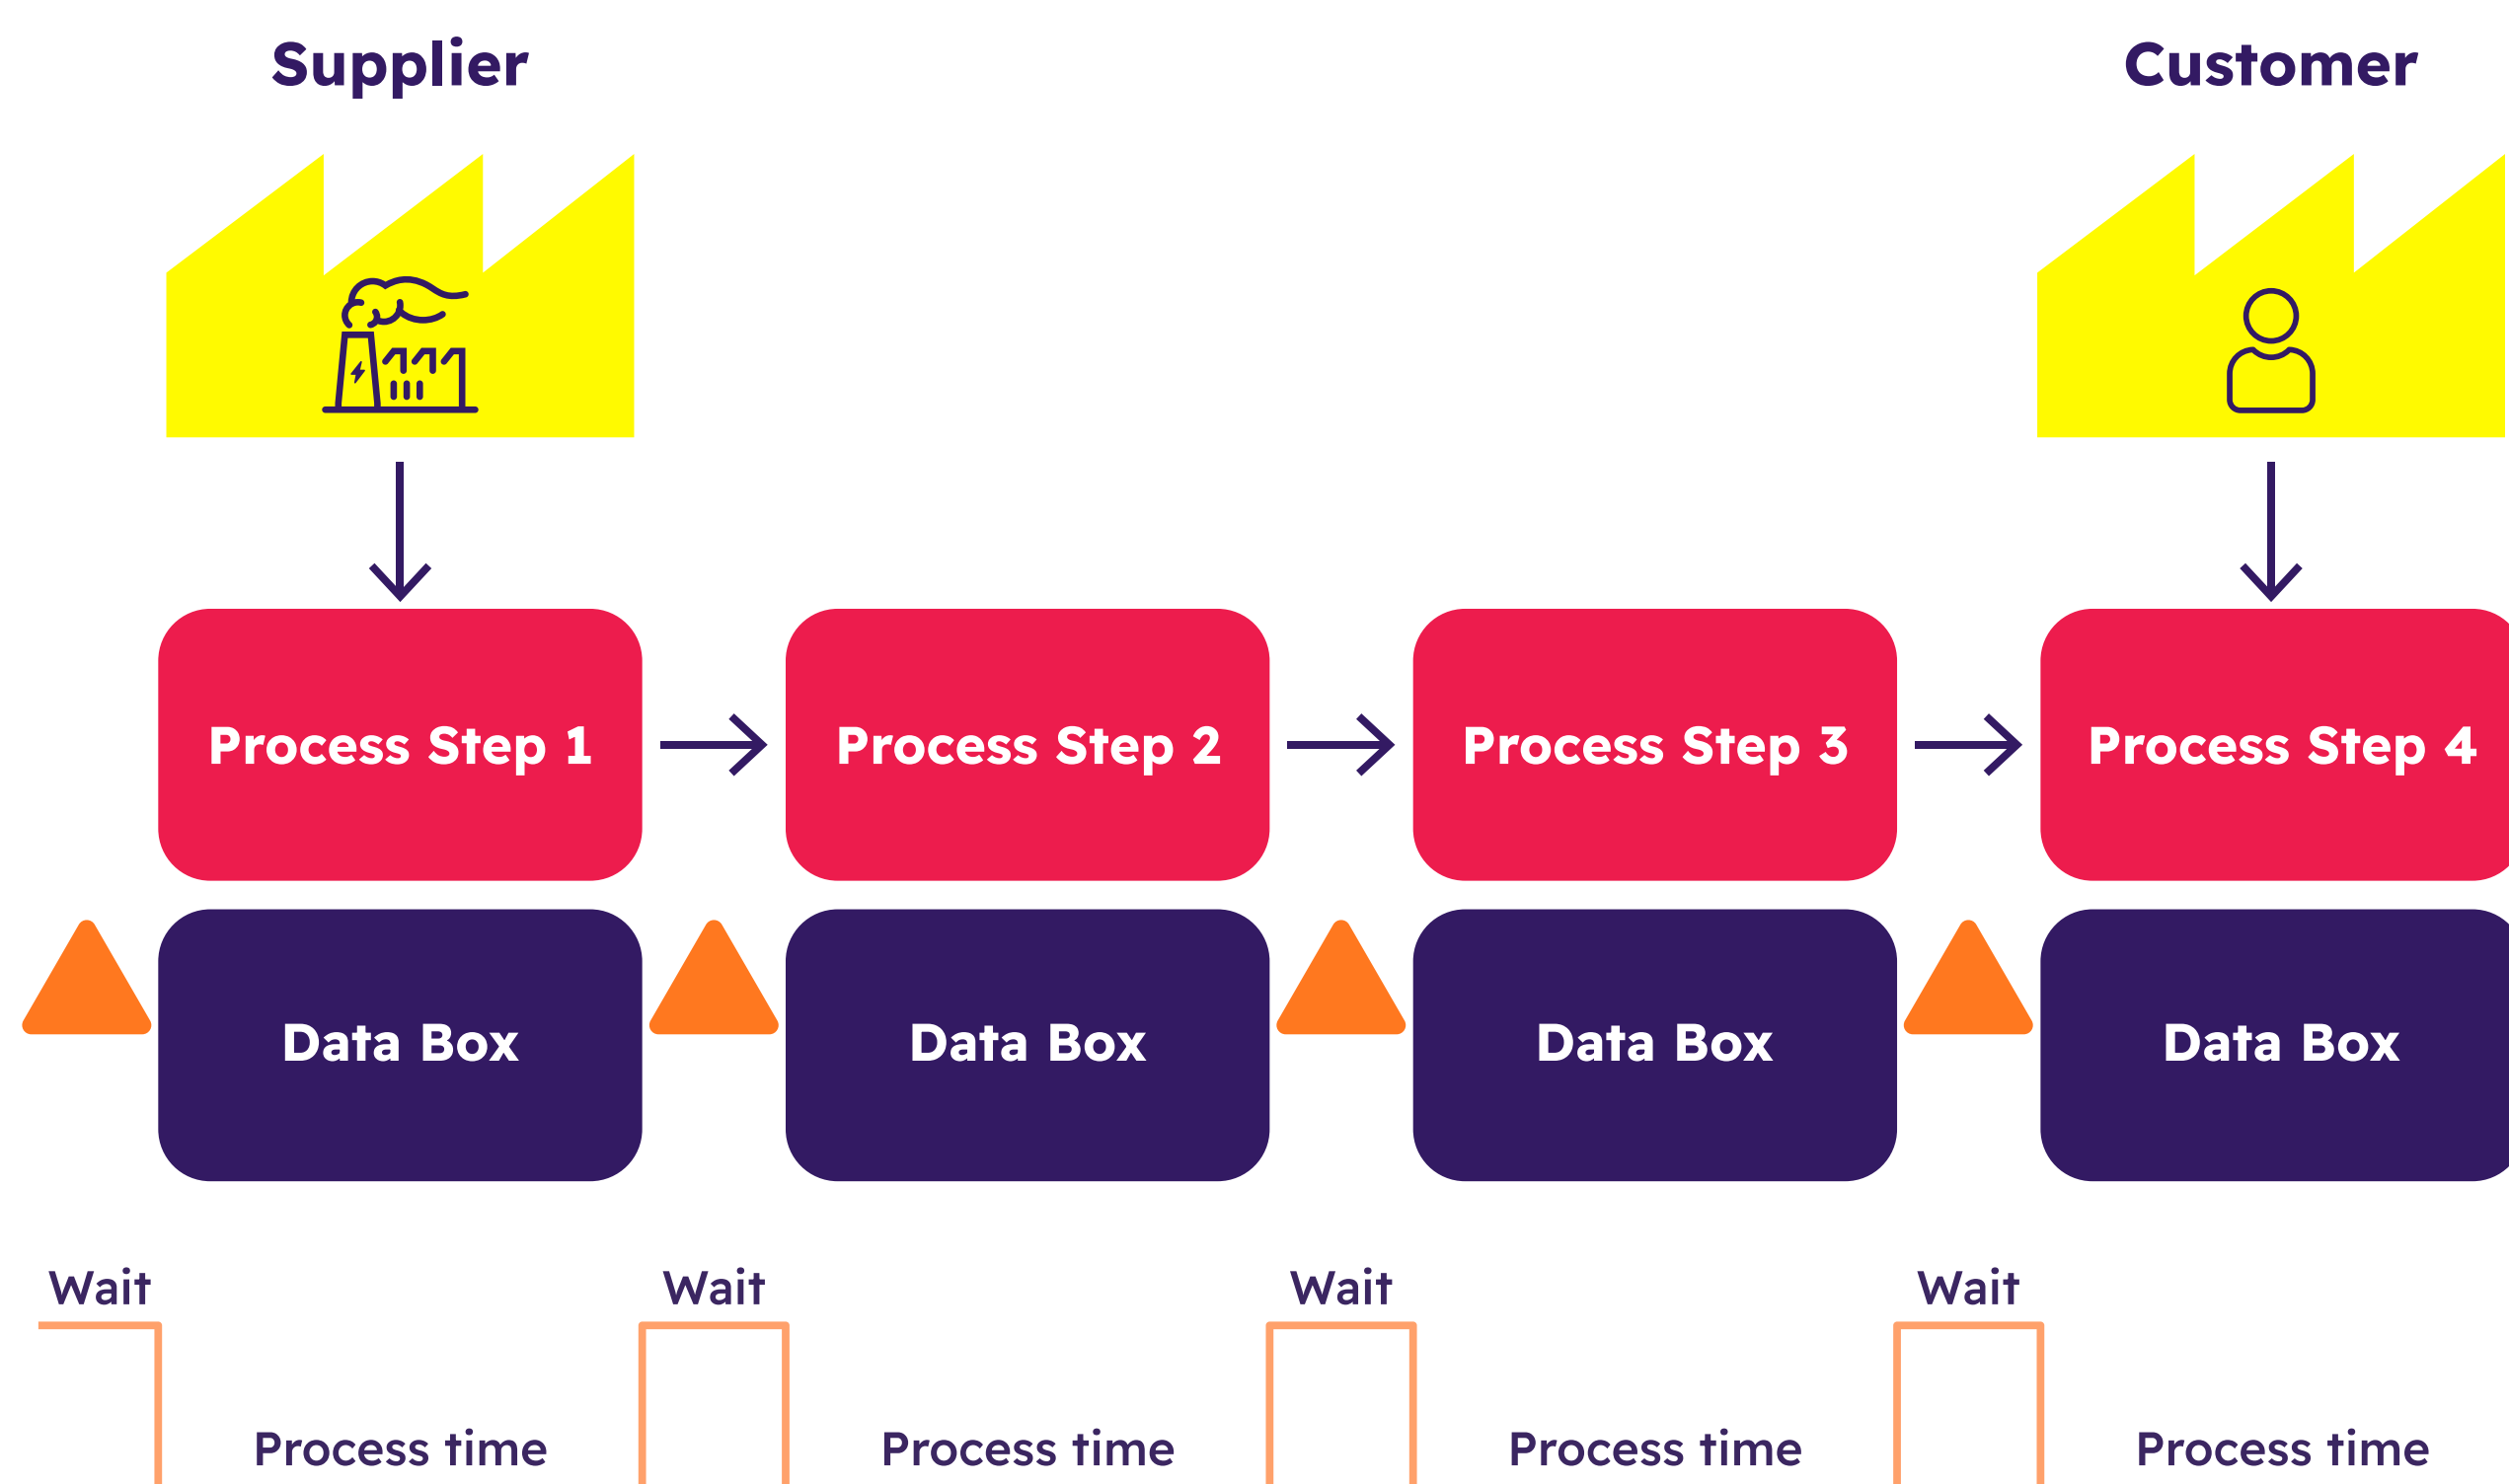 Supplier
Customer
Process Step 1
Process Step 2
Process Step 3
Process Step 4
Data Box
Data Box
Data Box
Data Box
Wait
Wait
Wait
Wait
Process time
Process time
Process time
Process time